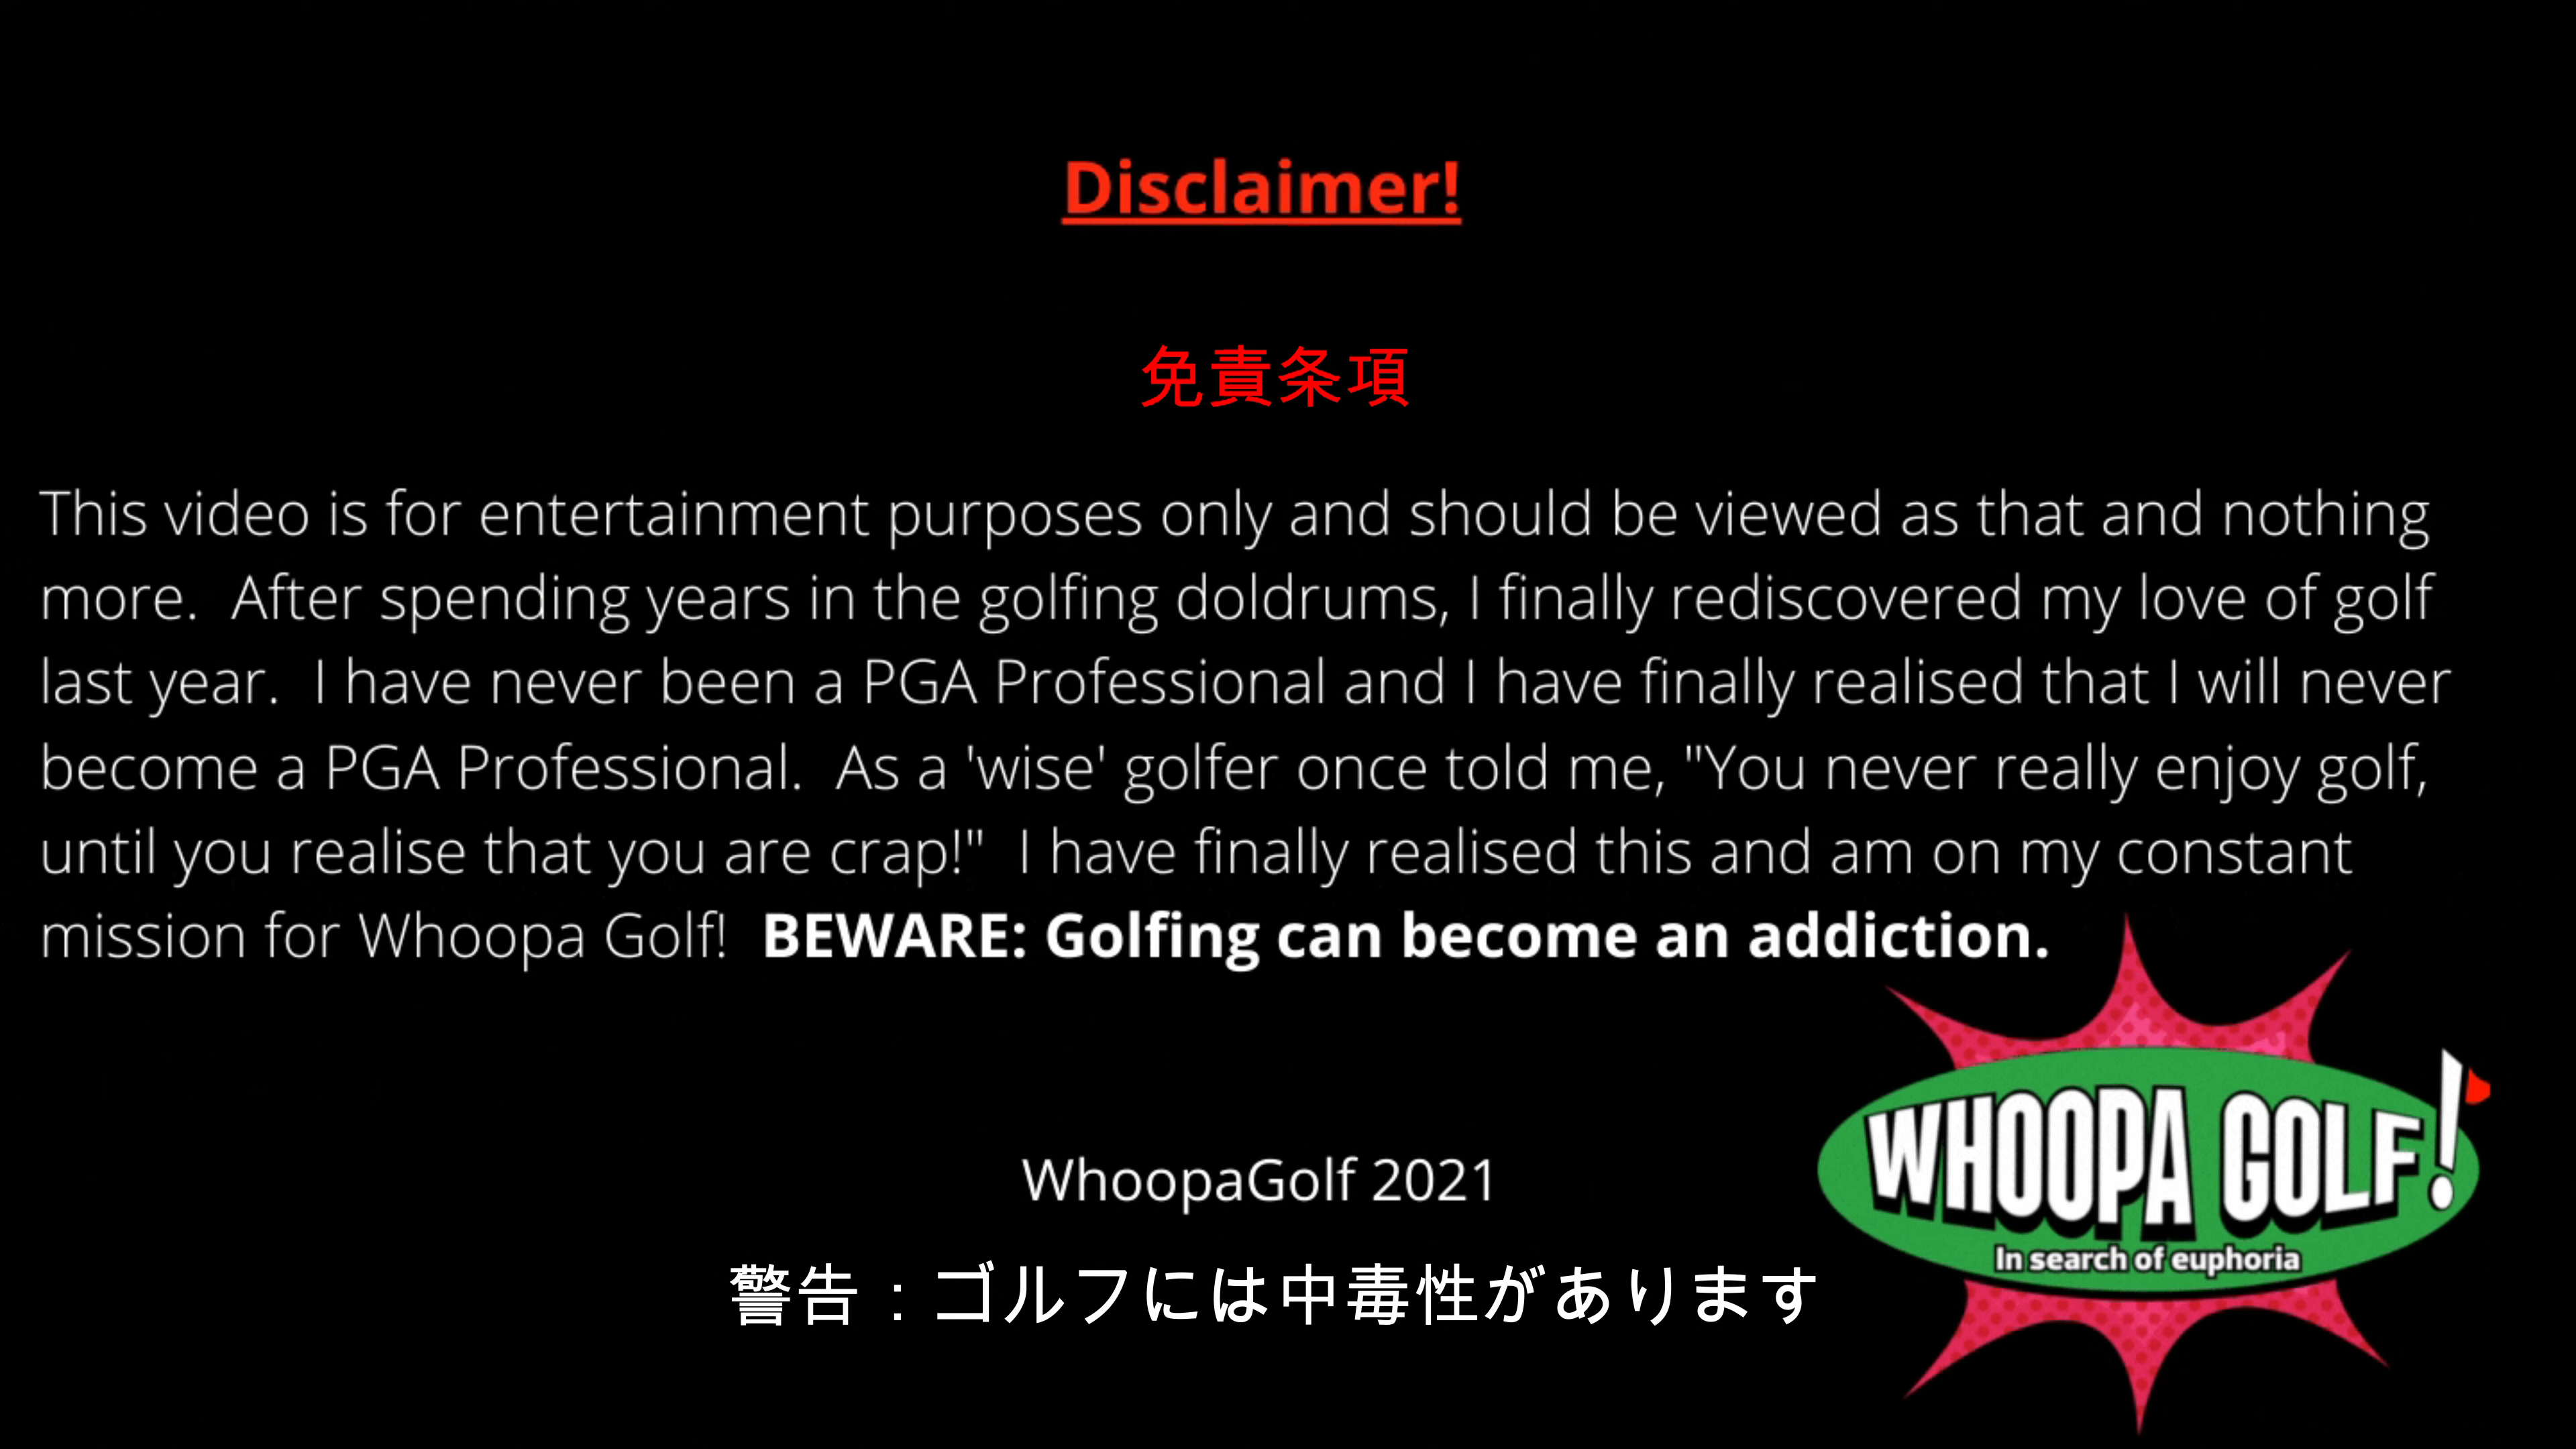 Disclaimer!
免責条項
This video is for entertainment purposes only and should be viewed as that and nothing
more.  After spending years in the golfing doldrums, I finally rediscovered my love of golf
last year.  I have never been a PGA Professional and I have finally realised that I will never
become a PGA Professional.  As a 'wise' golfer once told me, "You never really enjoy golf,
until you realise that you are crap!"  I have finally realised this and am on my constant
mission for Whoopa Golf!  BEWARE: Golfing can become an addiction.
WHOOPA GOLF!
In search of euphoria
WhoopaGolf 2021
警告：ゴルフには中毒性があります